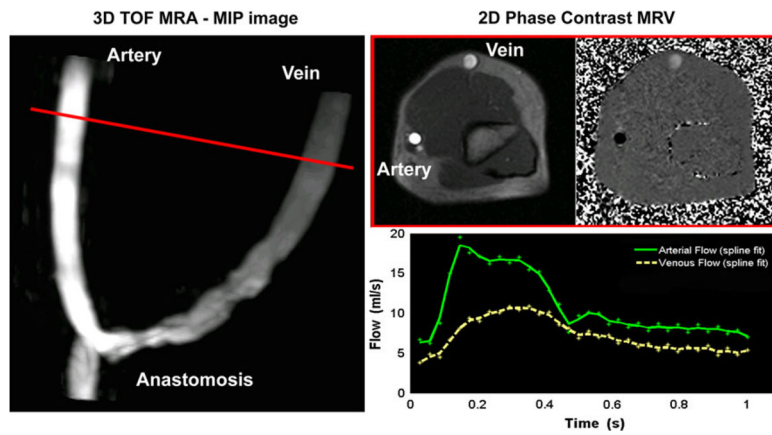 3D TOF MRA - MIP image
Artery
Vein
Anastomosis
2D Phase Contrast MRV
Vein
Artery
20
15
10
5
0
Flow (ml/s)
Arterial Flow (spline fit)
Venous Flow (spline fit)
0 0.2 0.4 0.6 0.8 1
Time (s)